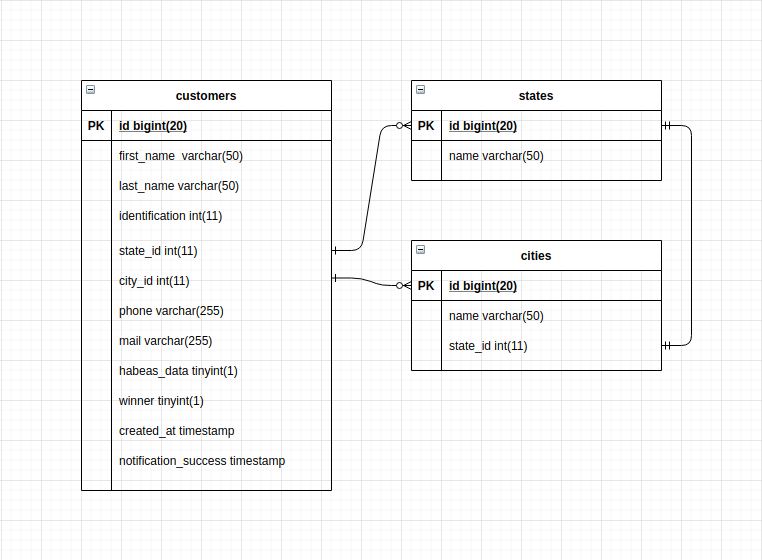 customers
PK id bigint(20)
first_name varchar(50)
last_name varchar(50)
identification int(11)
state_id int(11)
city_id int(11)
phone varchar(255)
mail varchar(255)
habeas_data tinyint(1)
winner tinyint(1)
created_at timestamp
notification_success timestamp
states
PK id bigint(20)
name varchar(50)
cities
PK id bigint(20)
name varchar(50)
state_id int(11)